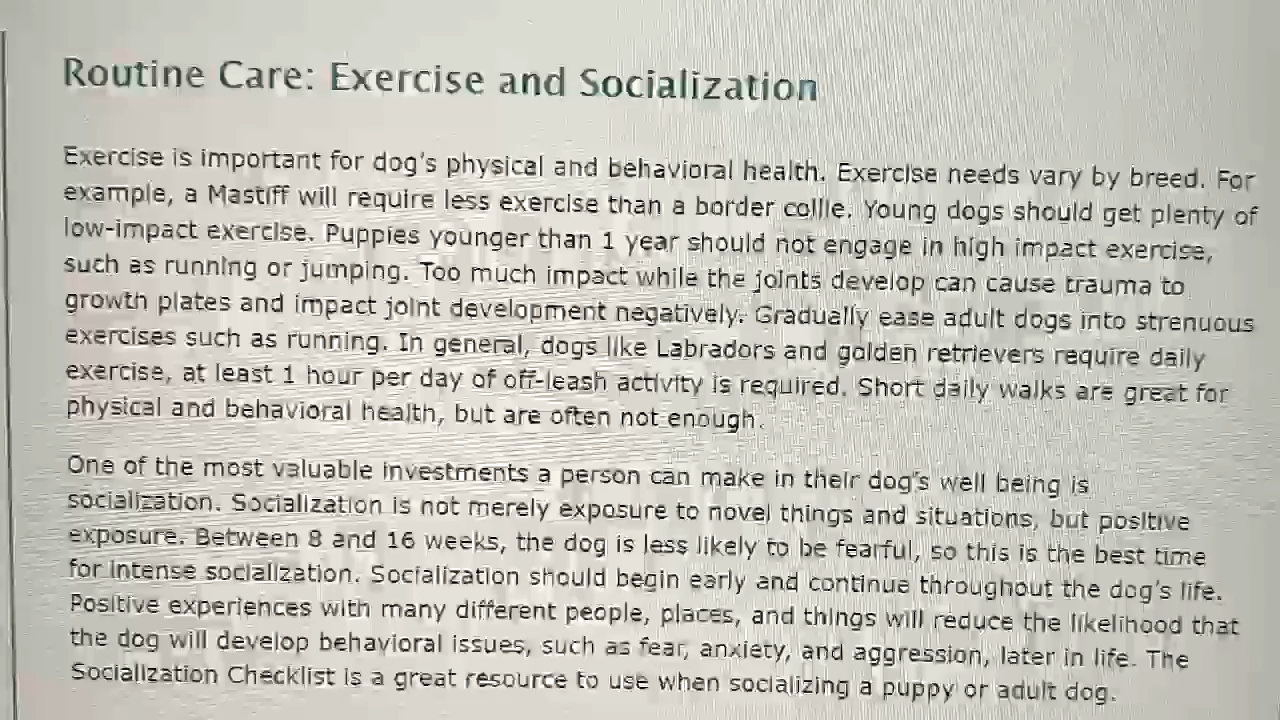 Routine Care: Exercise and Socialization
Exercise is important for dog's physical and behavioral health. Exercise needs vary by breed. For
example, a Mastiff will require less exercise than a border collie. Young dogs should get plenty of
low-impact exercise. Puppies younger than 1 year should not engage in high impact exercise,
such as running or jumping. Too much impact while the joints develop can cause trauma to
growth plates and impact joint development negatively. Gradually ease adult dogs into strenuous
exercises such as running. In general, dogs like Labradors and golden retrievers require daily
exercise, at least 1 hour per day of off-leash activity is required. Short daily walks are great for
physical and behavioral health, but are often not enough.
One of the most valuable investments a person can make in their dog's well being is
socialization. Socialization is not merely exposure to novel things and situations, but positive
exposure. Between 8 and 16 weeks, the dog is less likely to be fearful, so this is the best time
for intense socialization. Socialization should begin early and continue throughout the dog's life.
Positive experiences with many different people, places, and things will reduce the likelihood that
the dog will develop behavioral issues, such as fear, anxiety, and aggression, later in life. The
Socialization Checklist is a great resource to use when socializing a puppy or adult dog.